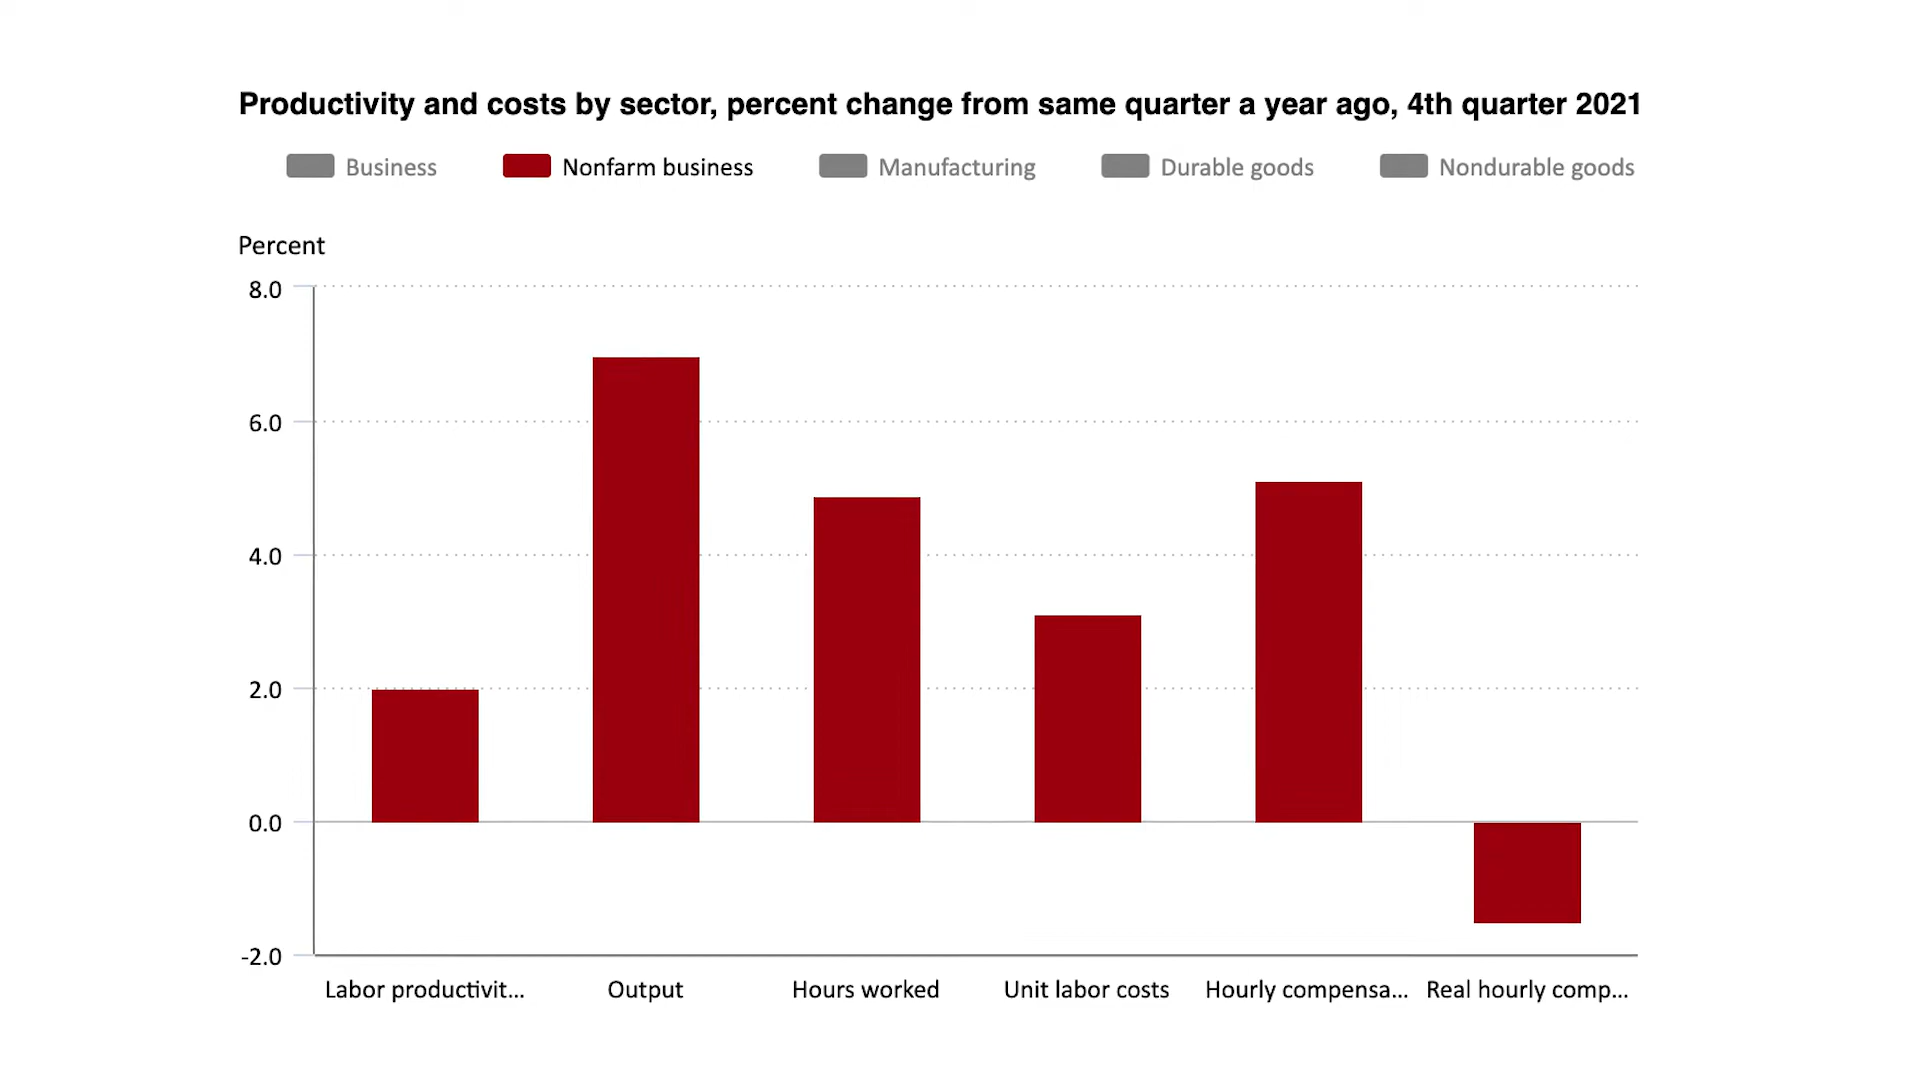 Productivity and costs by sector, percent change from same quarter a year ago, 4th quarter 2021
Business Nonfarm business Manufacturing Durable goods Nondurable goods
Percent
8.0
6.0
4.0
2.0
0.0
-2.0
Labor productivit... Output Hours worked Unit labor costs Hourly compensa... Real hourly comp...